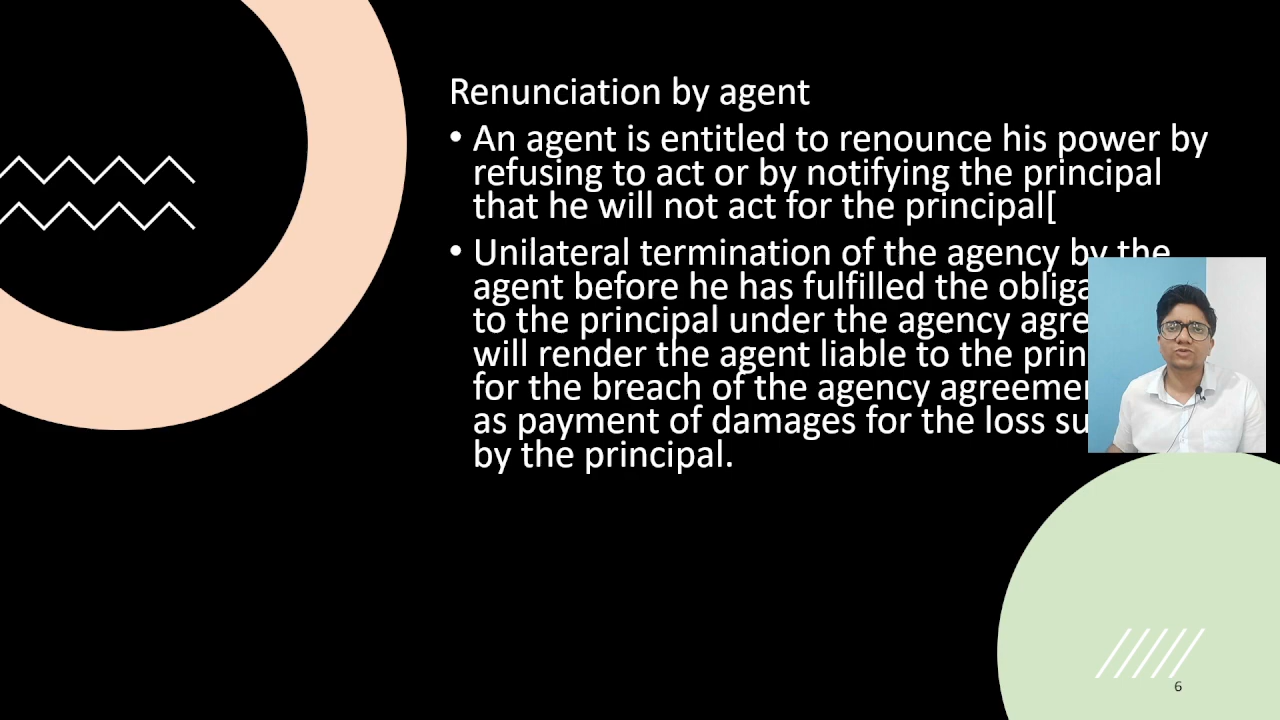 Renunciation by agent
• An agent is entitled to renounce his power by
refusing to act or by notifying the principal
that he will not act for the principal[
• Unilateral termination of the agency by the
agent before he has fulfilled the
to the principal under the agency
will render the agent liable to the
for the breach of the agency
as payment of damages for the loss
by the principal.
6